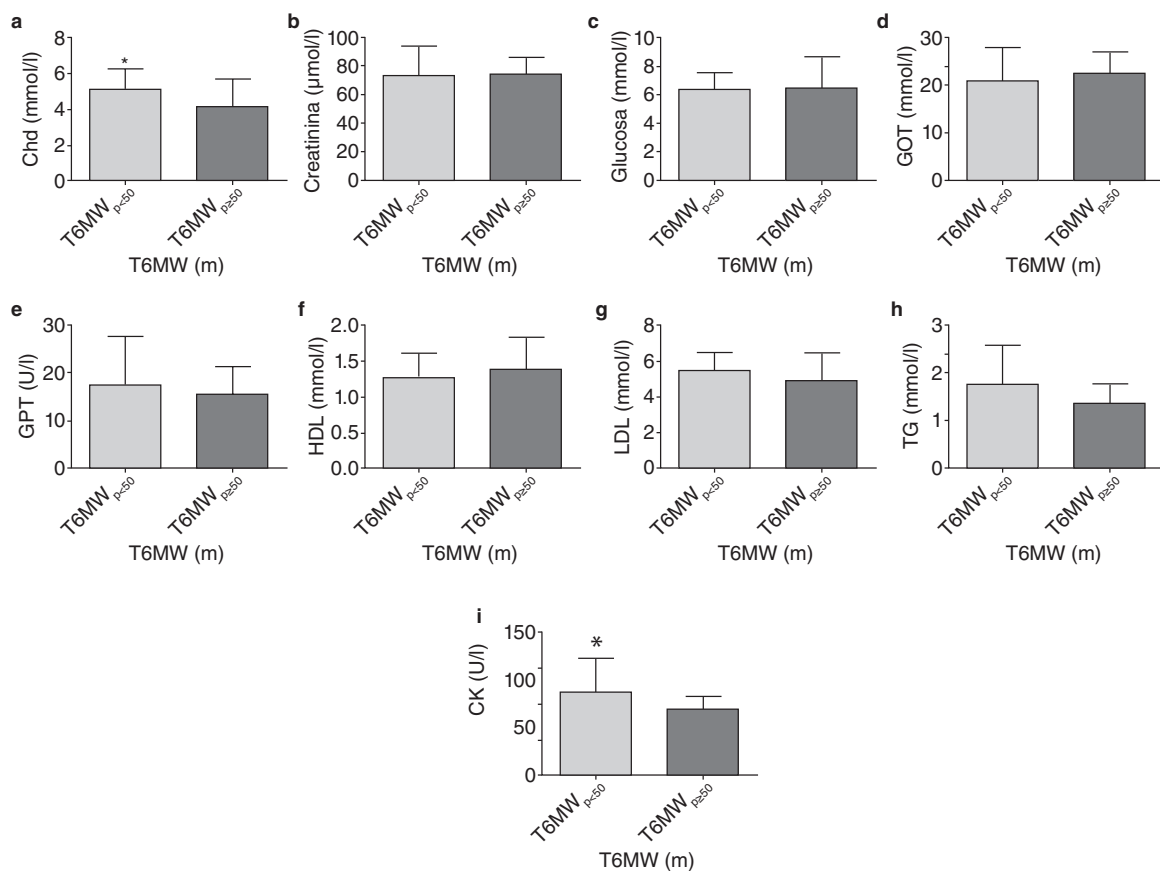 a
Chd (mmol/l)
8
6
4
2
0
*
T6MW p<50
T6MW p≥50
T6MW (m)
b
Creatinina (µmol/l)
100
80
60
40
20
0
T6MW p<50
T6MW p≥50
T6MW (m)
c
Glucosa (mmol/l)
10
8
6
4
2
0
T6MW p<50
T6MW p≥50
T6MW (m)
d
GOT (mmol/l)
30
20
10
0
T6MW p<50
T6MW p≥50
T6MW (m)
e
GPT (U/l)
30
20
10
0
T6MW p<50
T6MW p≥50
T6MW (m)
f
HDL (mmol/l)
2.0
1.5
1.0
0.5
0.0
T6MW p<50
T6MW p≥50
T6MW (m)
g
LDL (mmol/l)
8
6
4
2
0
T6MW p<50
T6MW p≥50
T6MW (m)
h
TG (mmol/l)
3
2
1
0
T6MW p<50
T6MW p≥50
T6MW (m)
i
CK (U/l)
150
100
50
0
*
T6MW p<50
T6MW p≥50
T6MW (m)